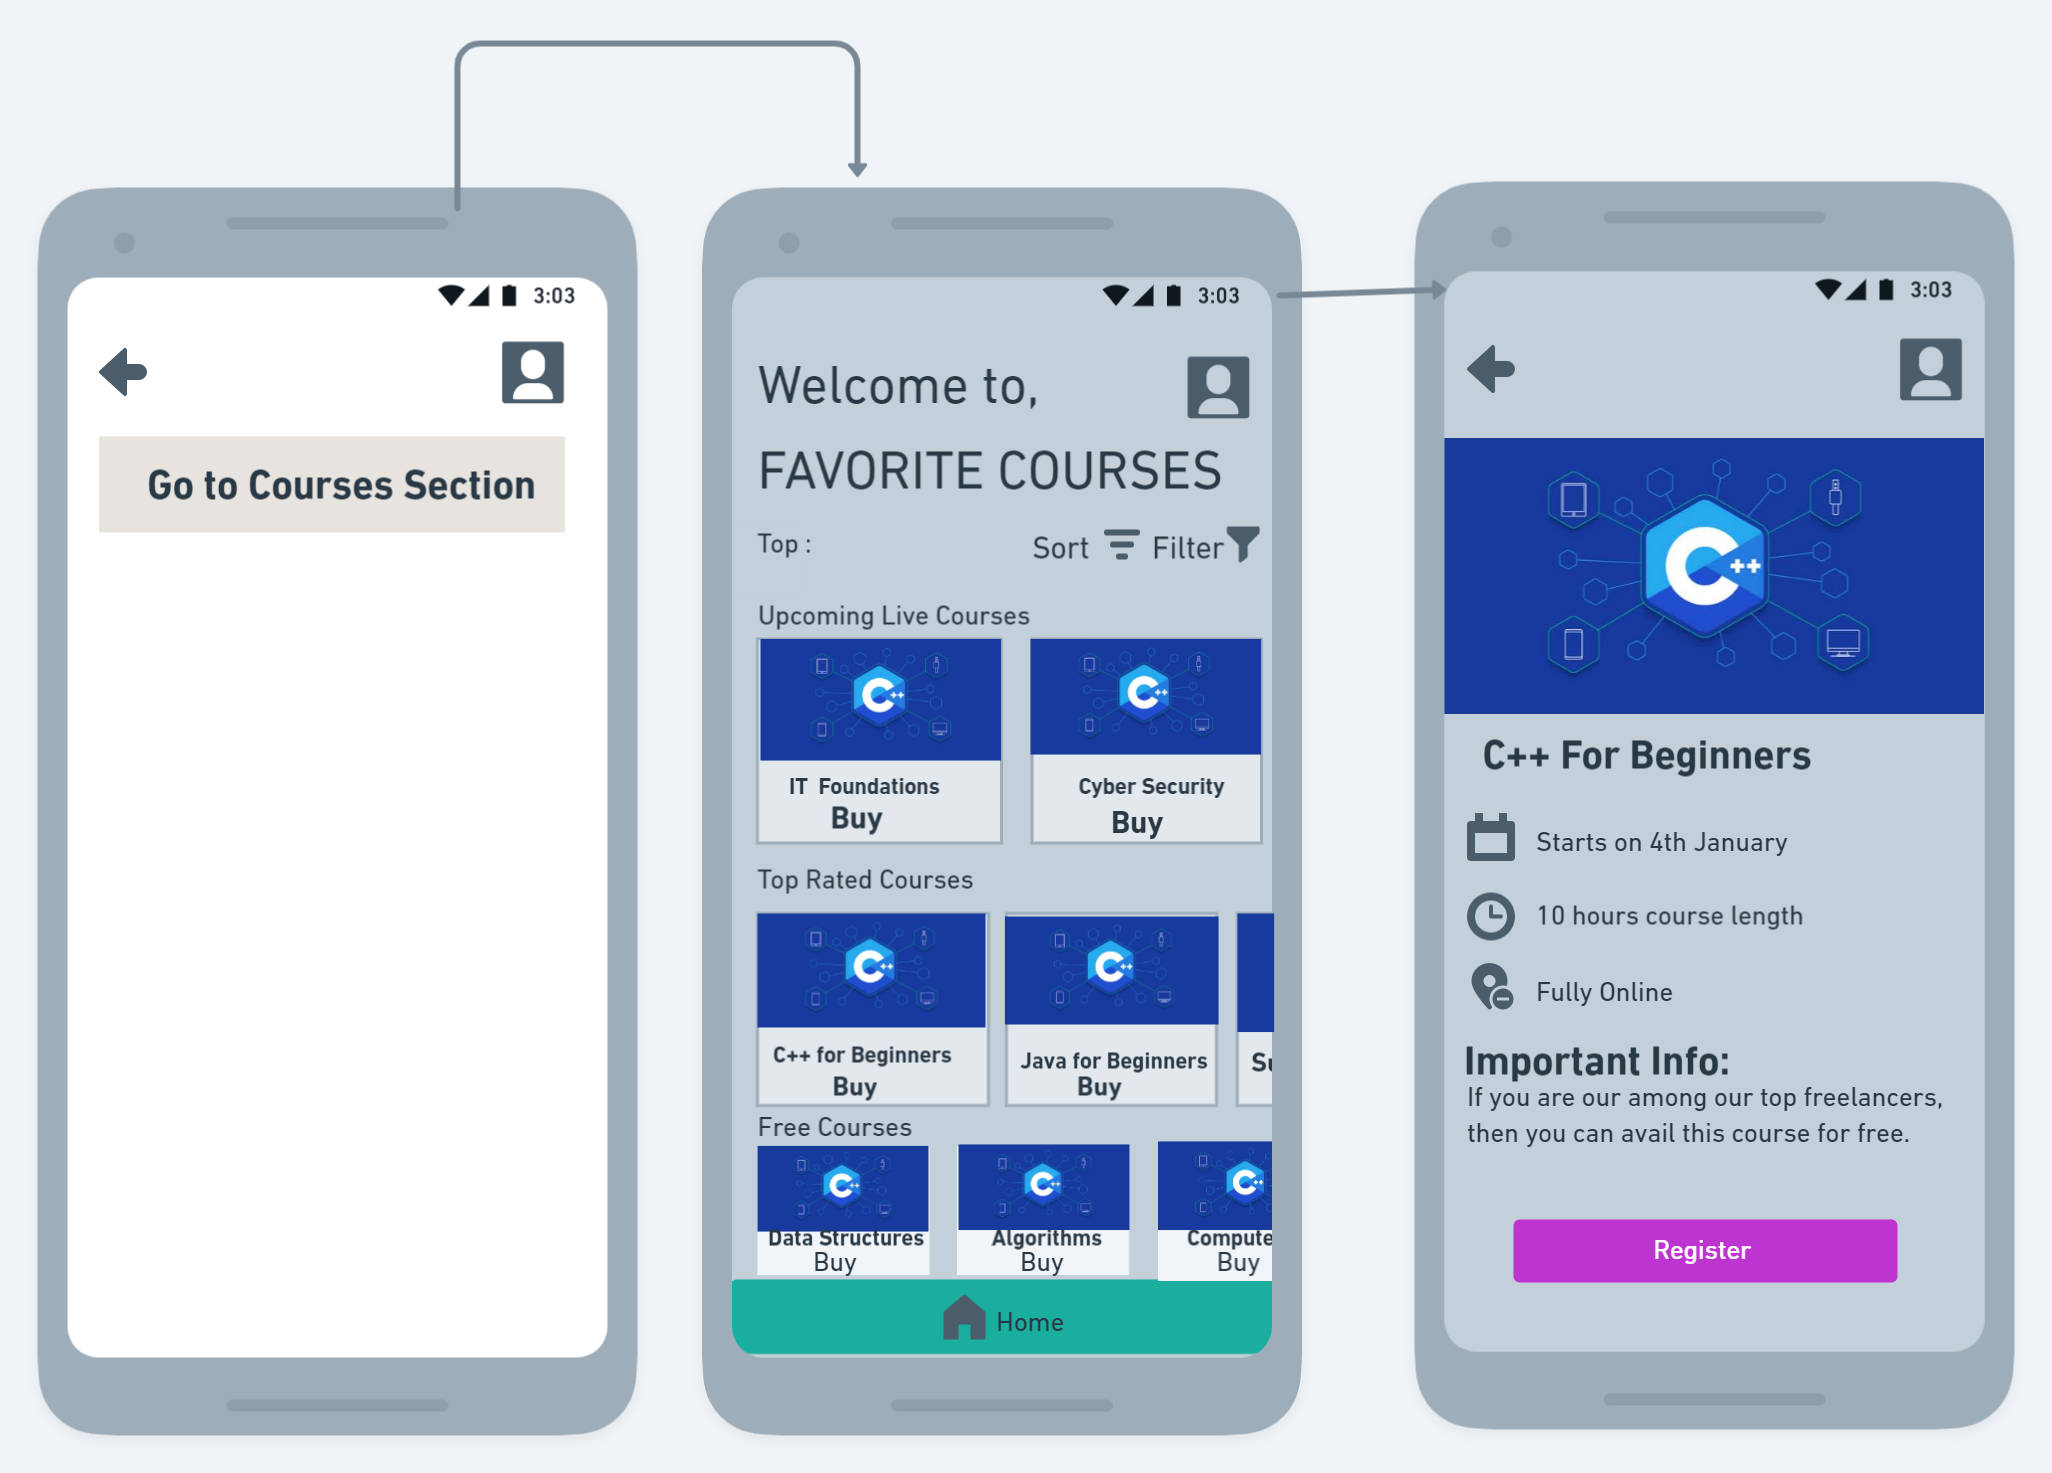 3:03
Go to Courses Section
3:03
Welcome to,
FAVORITE COURSES
Top :
Sort
Filter
Upcoming Live Courses
C++
IT Foundations
Buy
C++
Cyber Security
Buy
Top Rated Courses
C++
C++ for Beginners
Buy
C++
Java for Beginners
Buy
Su
Free Courses
C++
Data Structures
Buy
C++
Algorithms
Buy
C++
Compute
Buy
Home
3:03
C++
C++ For Beginners
Starts on 4th January
10 hours course length
Fully Online
Important Info:
If you are our among our top freelancers,
then you can avail this course for free.
Register